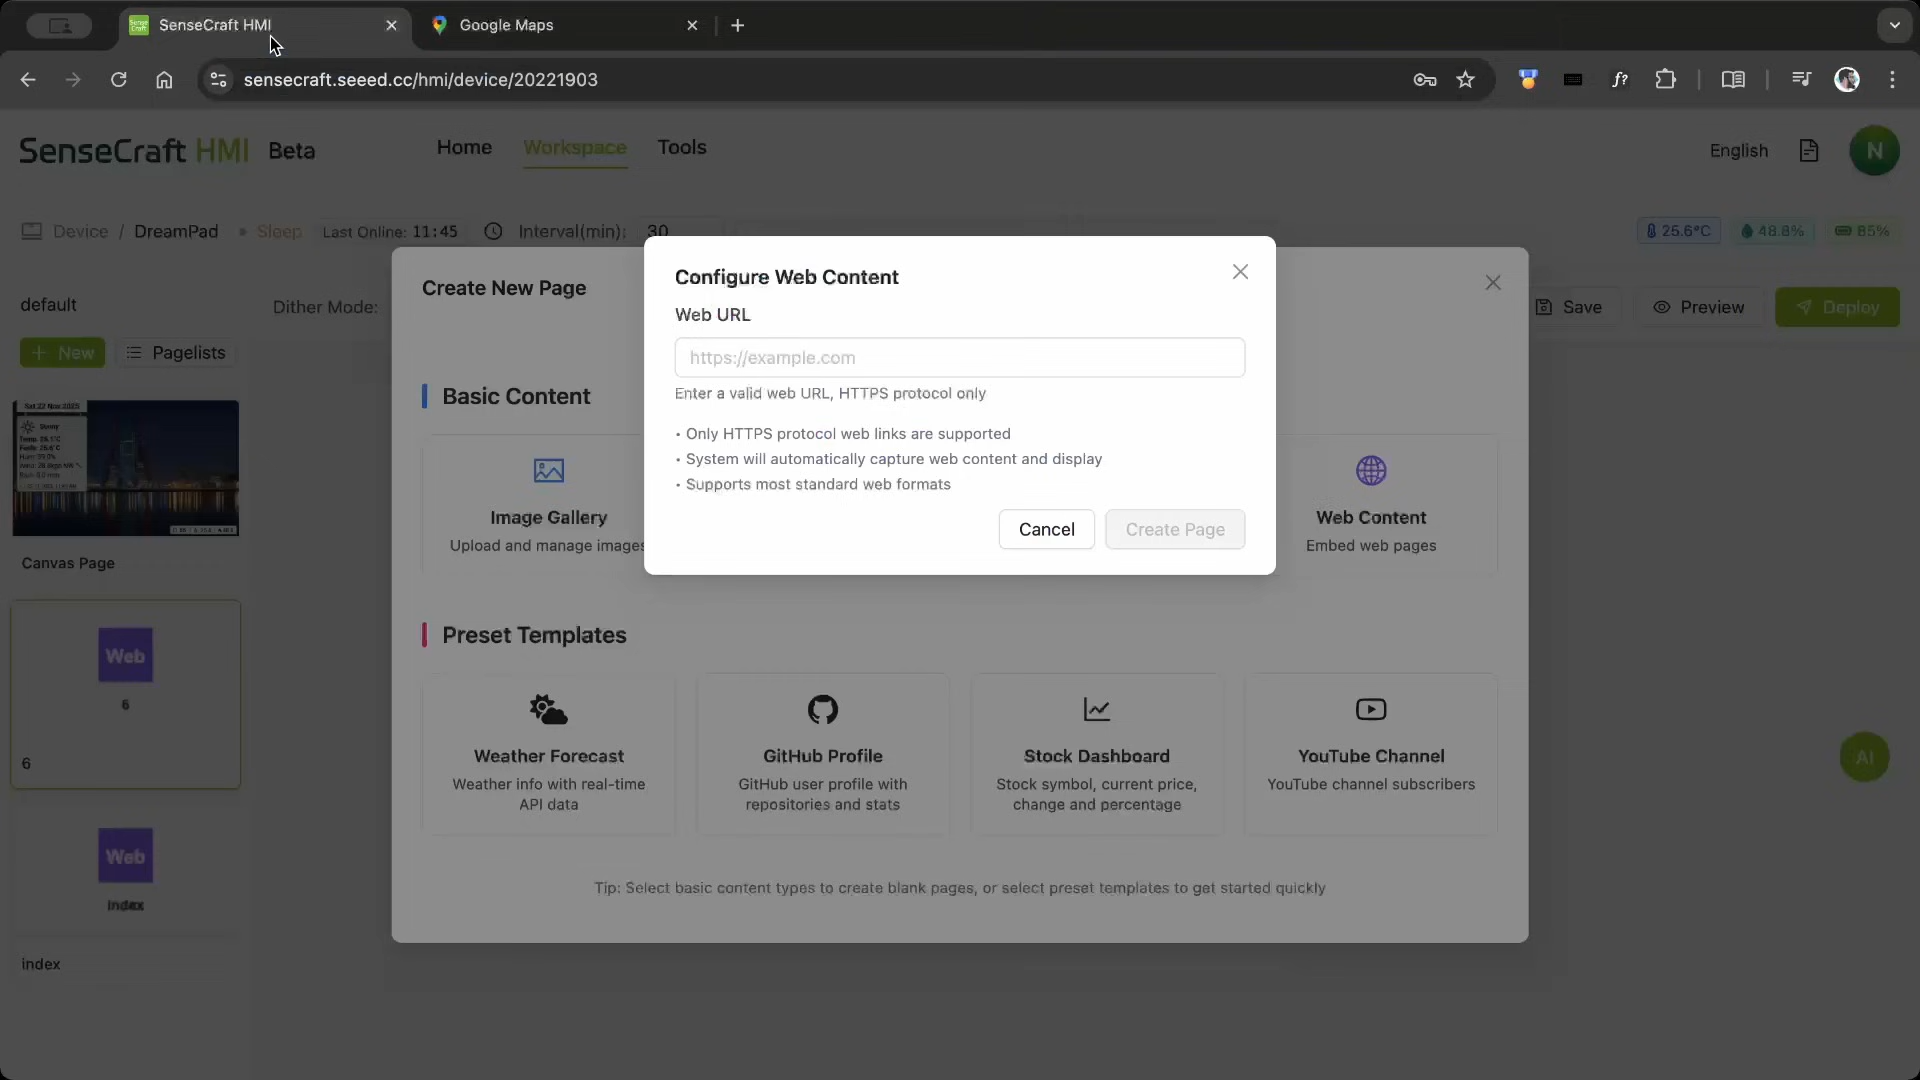 SenseCraft HMI
Google Maps
sensecraft.seeed.cc/hmi/device/20221903
f?
SenseCraft HMI Beta
Home
Workspace
Tools
English
N
Device / DreamPad
Sleep
Last Online: 11:45
Interval(min):
30
25.6°C
48.8%
85%
default
Dither Mode:
Save
Preview
Deploy
New
Pagelists
Sat 22 Nov 2025
Sunny
Canvas Page
Web
6
6
Web
index
index
Create New Page
Basic Content
Image Gallery
Upload and manage images
Web Content
Embed web pages
Configure Web Content
Web URL
https://example.com
Enter a valid web URL, HTTPS protocol only
• Only HTTPS protocol web links are supported
• System will automatically capture web content and display
• Supports most standard web formats
Cancel
Create Page
Preset Templates
Weather Forecast
Weather info with real-time
API data
GitHub Profile
GitHub user profile with
repositories and stats
Stock Dashboard
Stock symbol, current price,
change and percentage
YouTube Channel
YouTube channel subscribers
Tip: Select basic content types to create blank pages, or select preset templates to get started quickly
AI